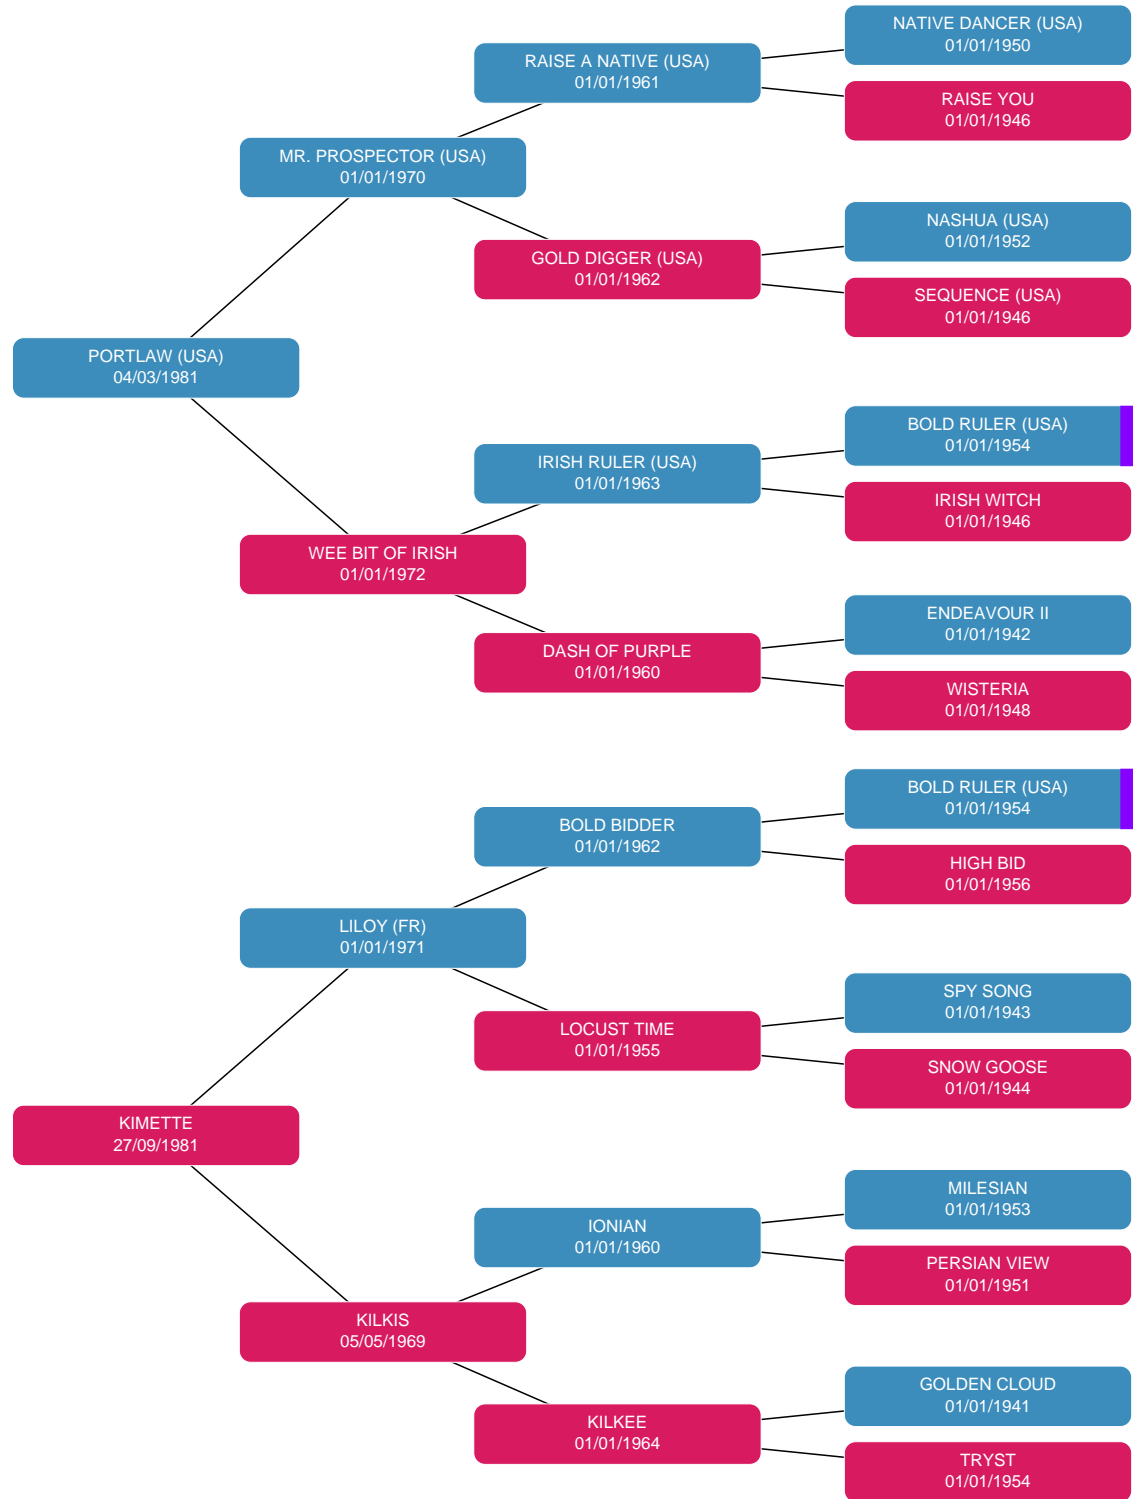 NATIVE DANCER (USA)
01/01/1950
RAISE A NATIVE (USA)
01/01/1961
RAISE YOU
01/01/1946
MR. PROSPECTOR (USA)
01/01/1970
NASHUA (USA)
01/01/1952
GOLD DIGGER (USA)
01/01/1962
SEQUENCE (USA)
01/01/1946
PORTLAW (USA)
04/03/1981
BOLD RULER (USA)
01/01/1954
IRISH RULER (USA)
01/01/1963
IRISH WITCH
01/01/1946
WEE BIT OF IRISH
01/01/1972
ENDEAVOUR II
01/01/1942
DASH OF PURPLE
01/01/1960
WISTERIA
01/01/1948
BOLD RULER (USA)
01/01/1954
BOLD BIDDER
01/01/1962
HIGH BID
01/01/1956
LILOY (FR)
01/01/1971
SPY SONG
01/01/1943
LOCUST TIME
01/01/1955
SNOW GOOSE
01/01/1944
KIMETTE
27/09/1981
MILESIAN
01/01/1953
IONIAN
01/01/1960
PERSIAN VIEW
01/01/1951
KILKIS
05/05/1969
GOLDEN CLOUD
01/01/1941
KILKEE
01/01/1964
TRYST
01/01/1954